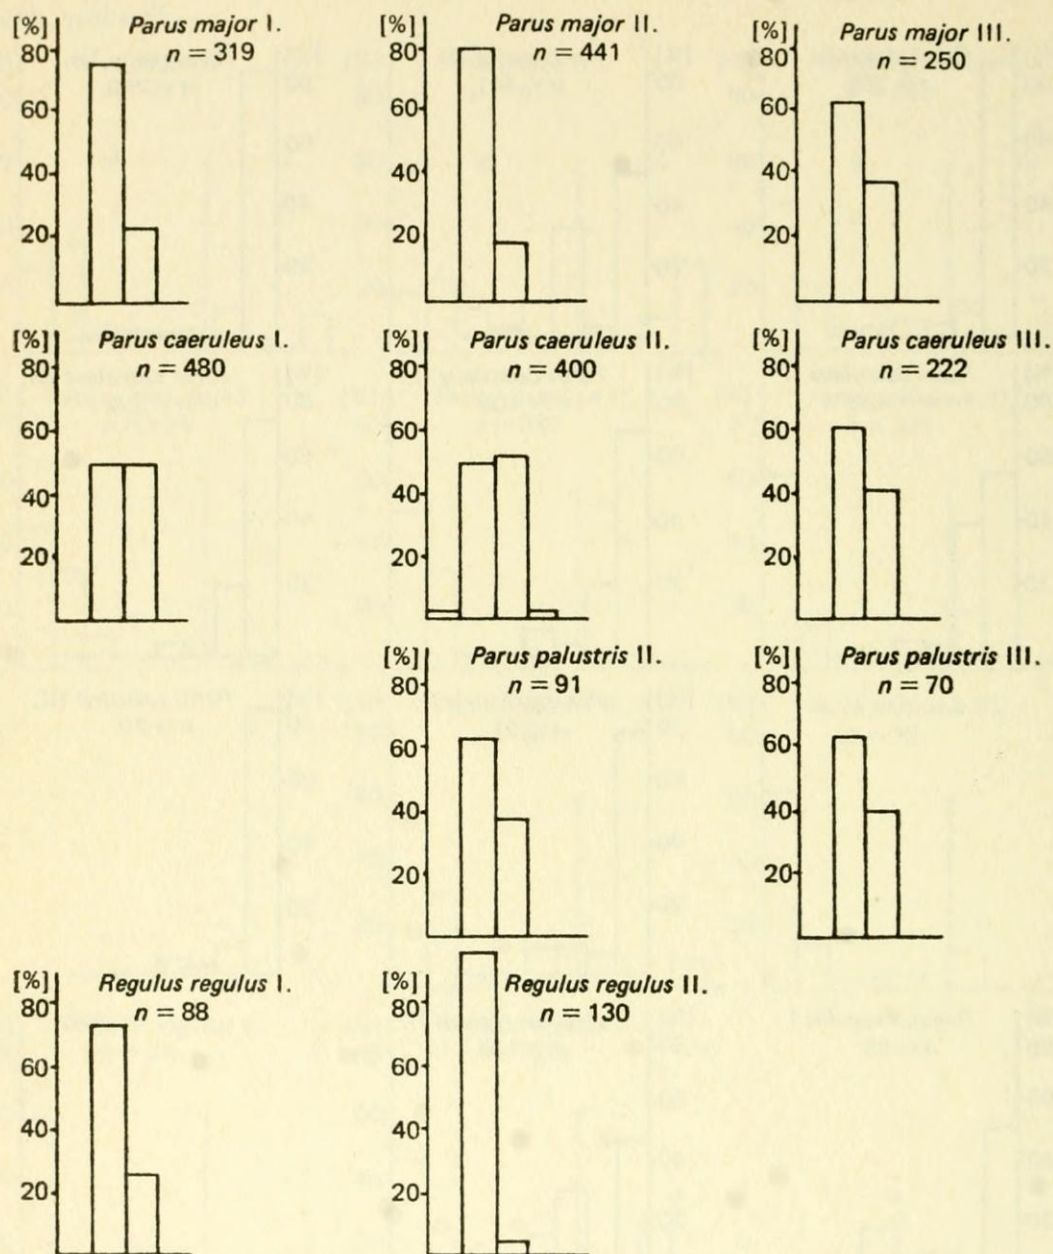 [%] Parus major I.
n = 319
80
60
40
20
[%] Parus major II.
n = 441
80
60
40
20
[%] Parus major III.
n = 250
80
60
40
20
[%] Parus caeruleus I.
n = 480
80
60
40
20
[%] Parus caeruleus II.
n = 400
80
60
40
20
[%] Parus caeruleus III.
n = 222
80
60
40
20
[%] Parus palustris II.
n = 91
80
60
40
20
[%] Parus palustris III.
n = 70
80
60
40
20
[%] Regulus regulus I.
n = 88
80
60
40
20
[%] Regulus regulus II.
n = 130
80
60
40
20